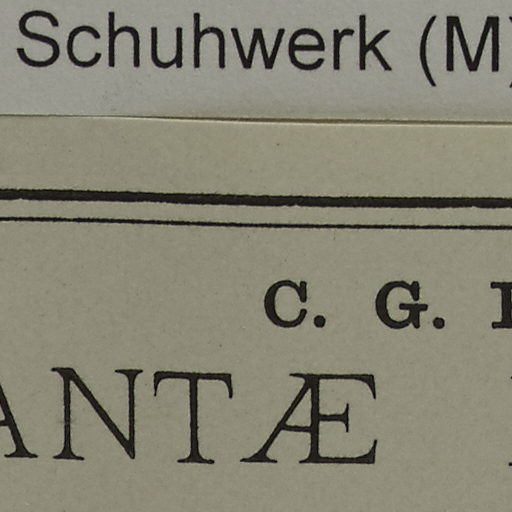 Schuhwerk (M)
C. G.
ANTÆ